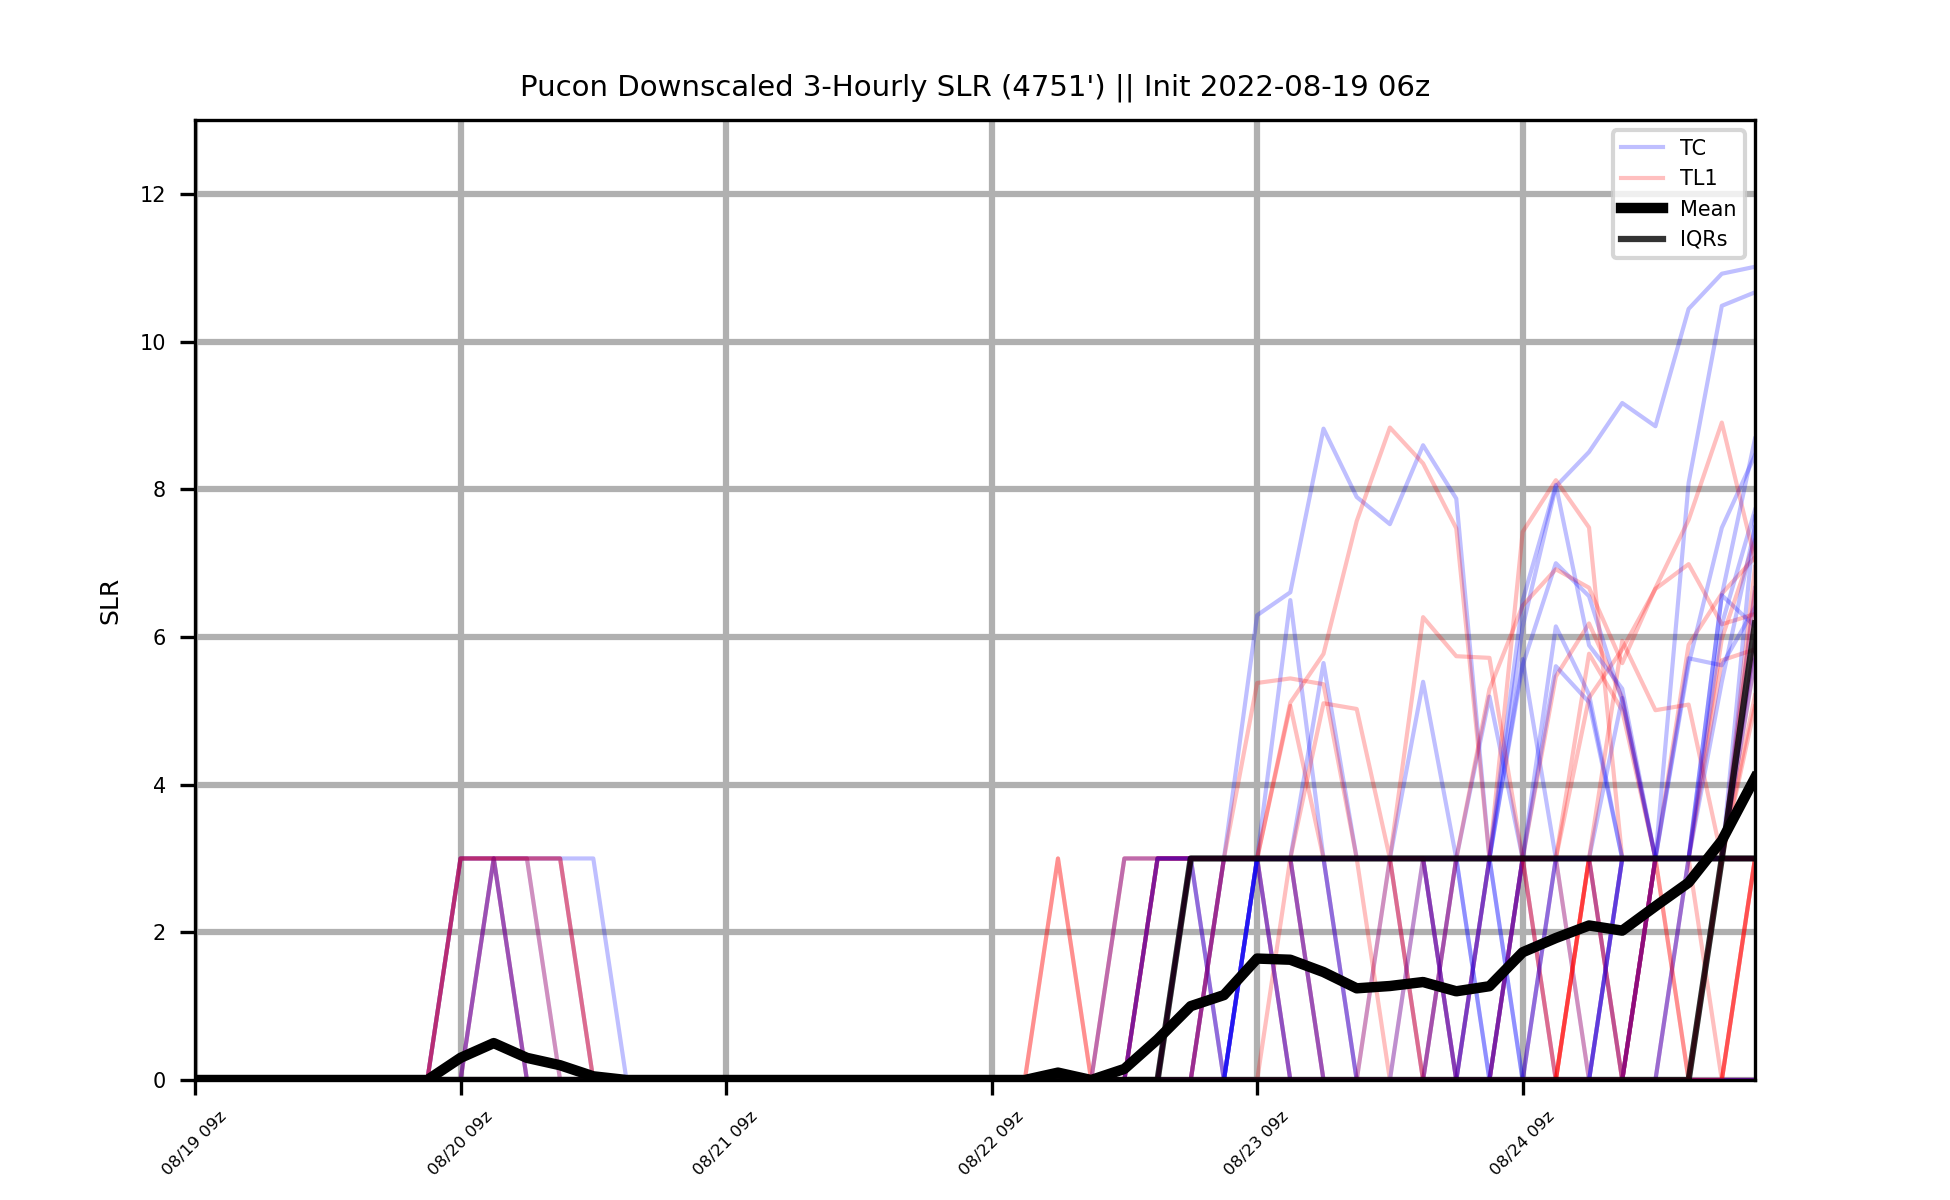 Pucon Downscaled 3-Hourly SLR (4751') || Init 2022-08-19 06z
TC
TL1
Mean
IQRs
SLR
12
10
8
6
4
2
0
08/19 09z
08/20 09z
08/21 09z
08/22 09z
08/23 09z
08/24 09z